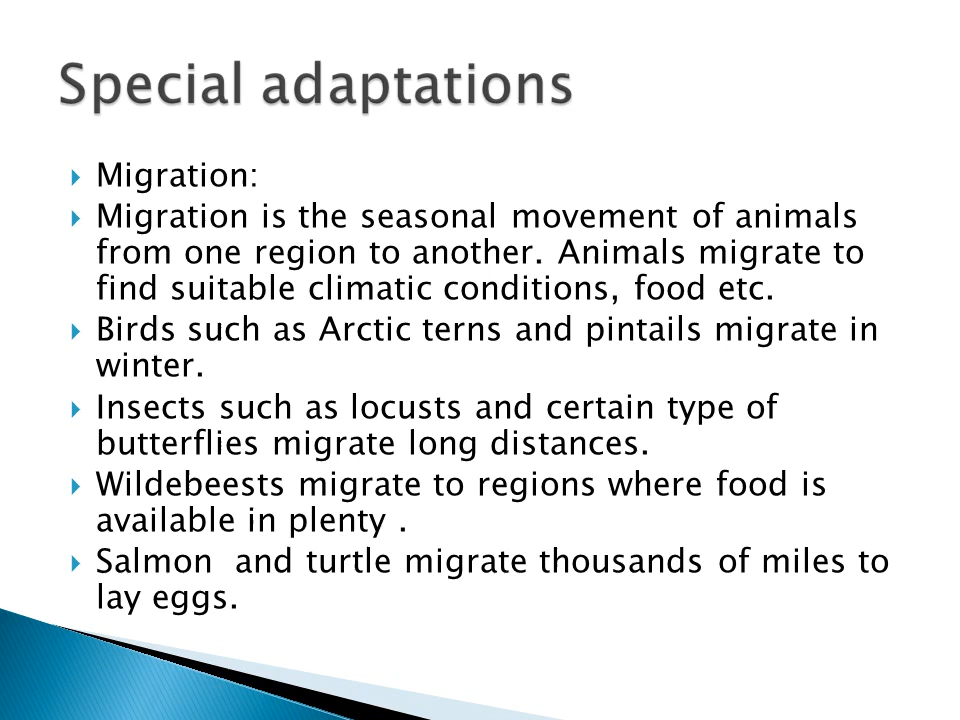 Special adaptations
Migration:
Migration is the seasonal movement of animals
from one region to another. Animals migrate to
find suitable climatic conditions, food etc.
Birds such as Arctic terns and pintails migrate in
winter.
Insects such as locusts and certain type of
butterflies migrate long distances.
Wildebeests migrate to regions where food is
available in plenty .
Salmon  and turtle migrate thousands of miles to
lay eggs.